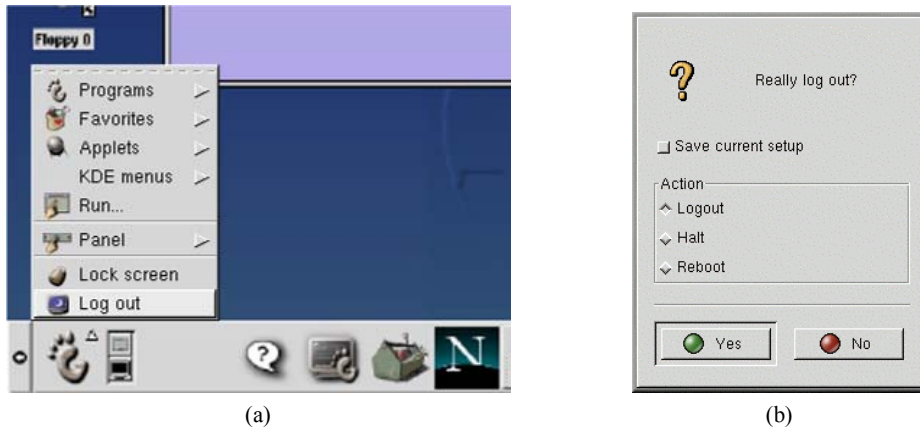 Floppy 0
Programs
Favorites
Applets
KDE menus
Run...
Panel
Lock screen
Log out
N
(a)
Really log out?
Save current setup
Action
Logout
Halt
Reboot
Yes
No
(b)